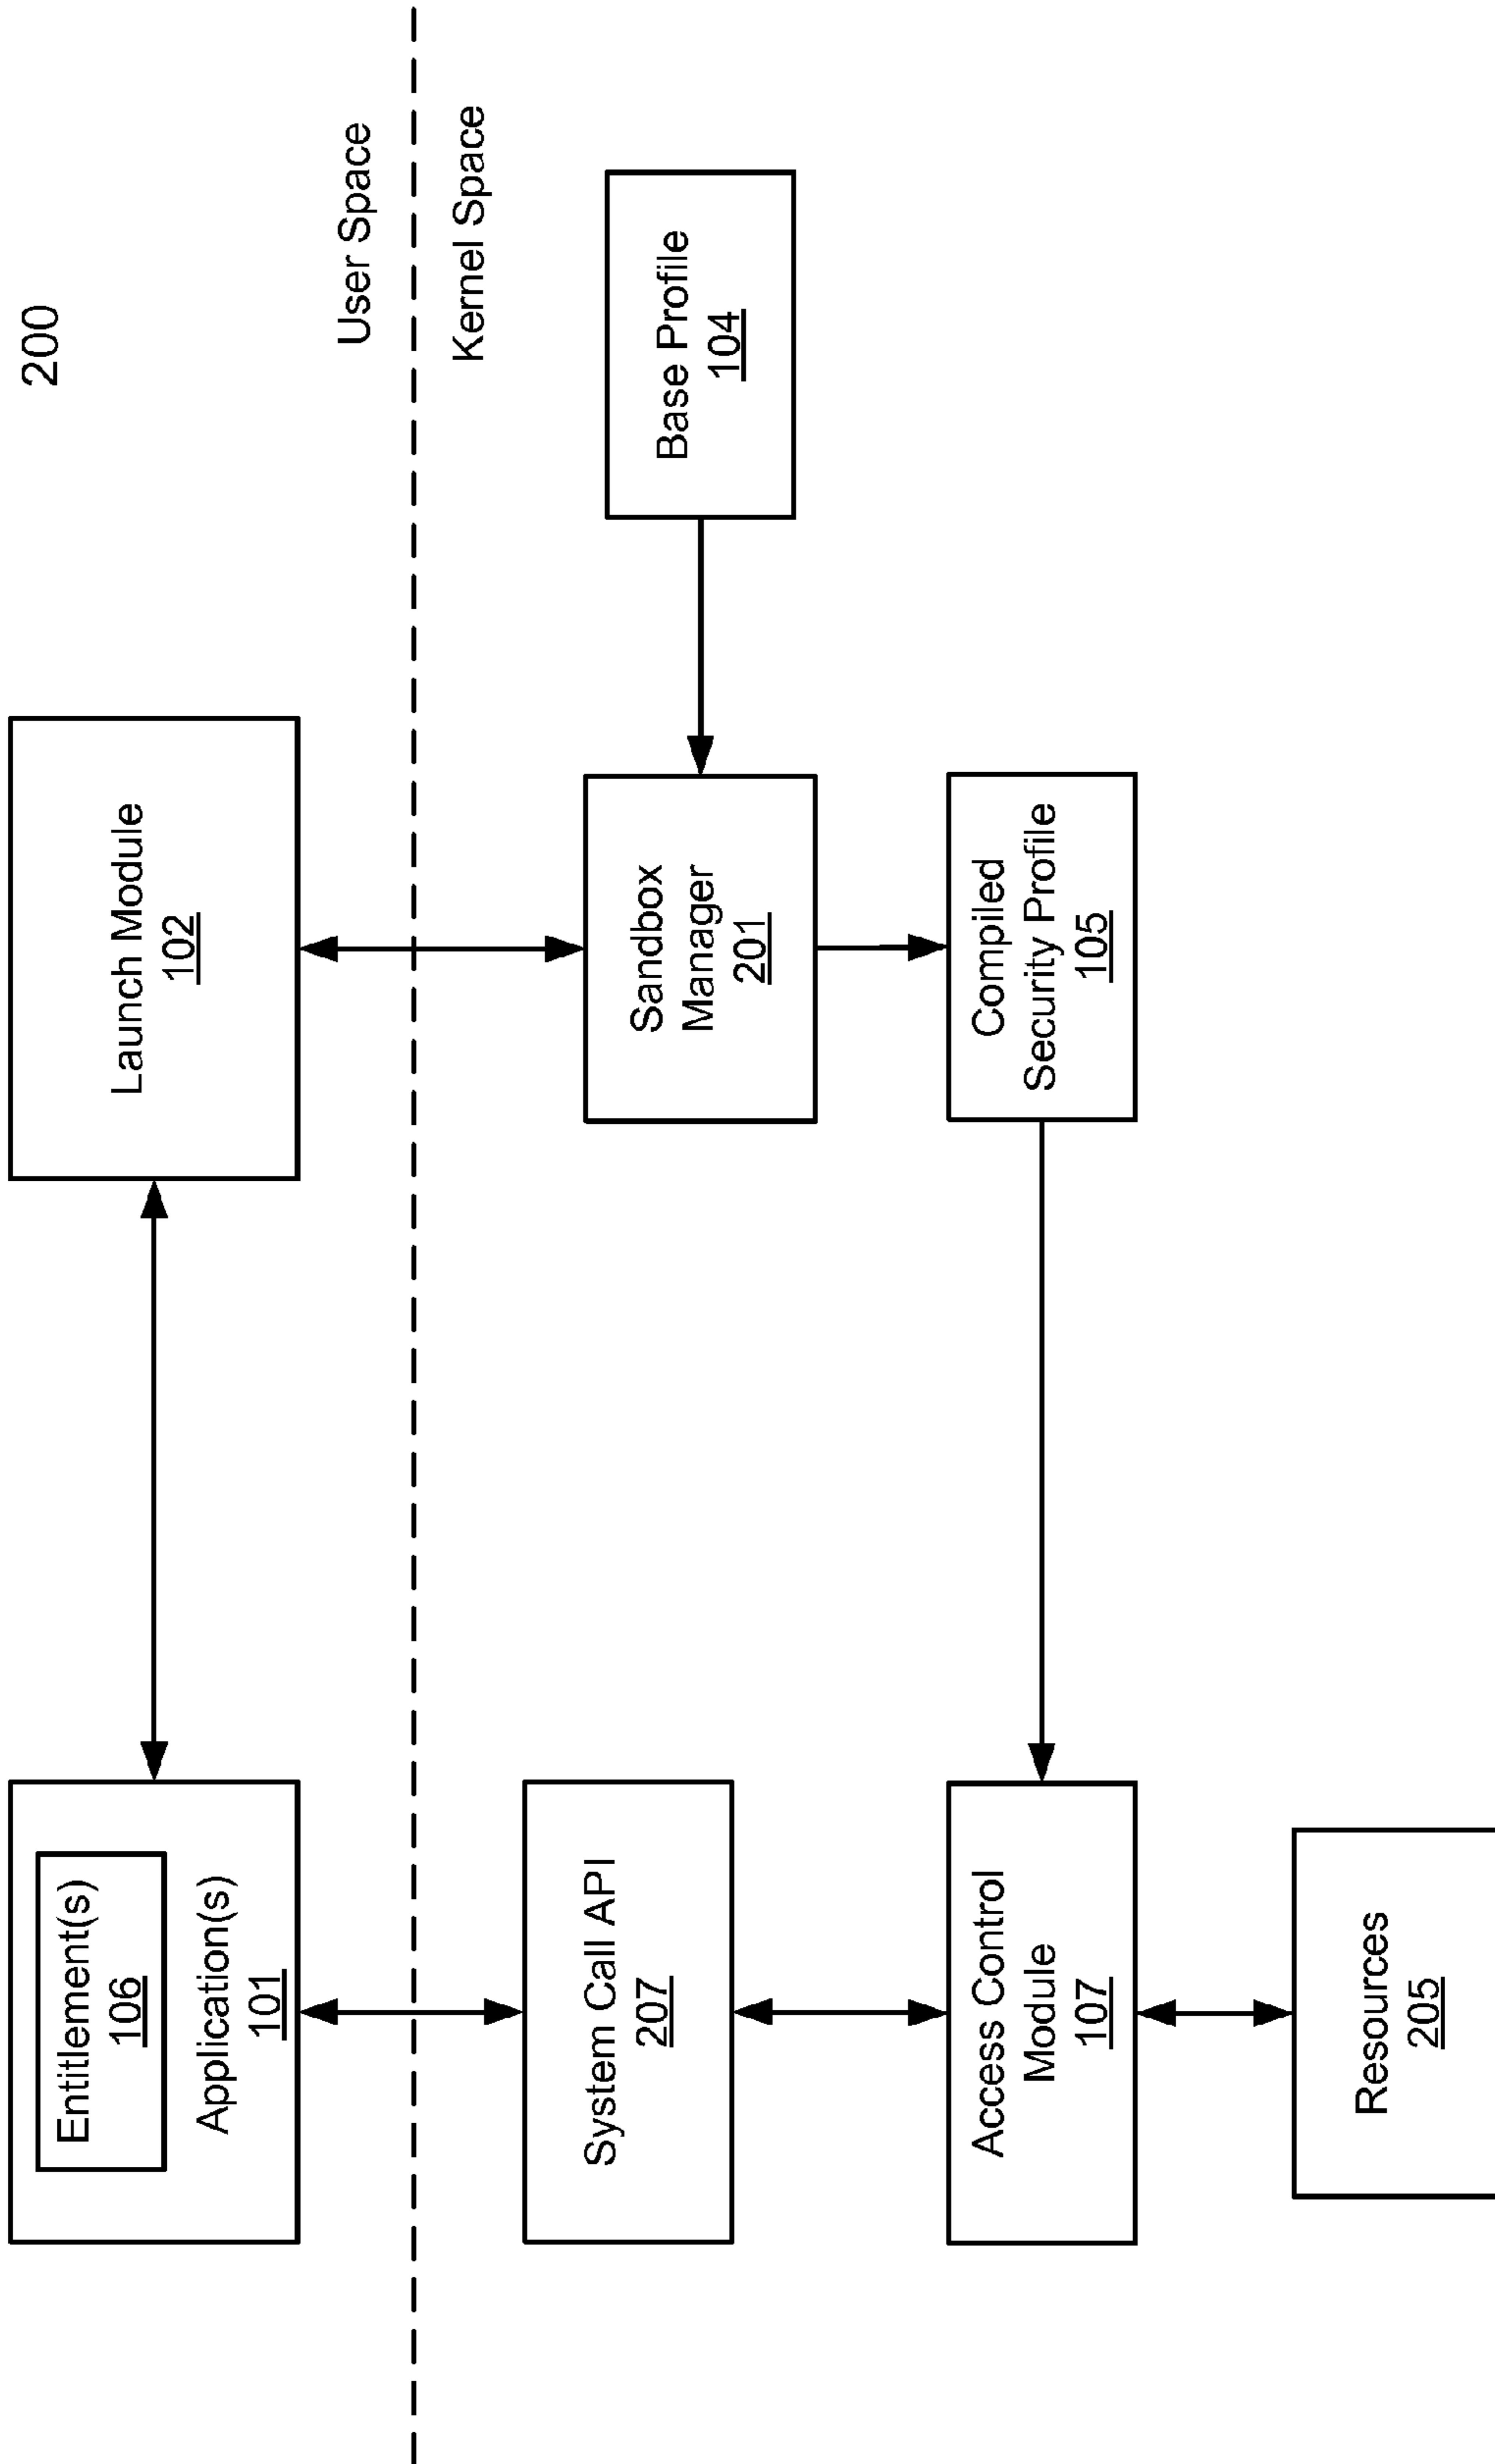 200
Entitlement(s)
106
Application(s)
101
Launch Module
102
User Space
Kernel Space
System Call API
207
Sandbox
Manager
201
Base Profile
104
Access Control
Module
107
Compiled
Security Profile
105
Resources
205